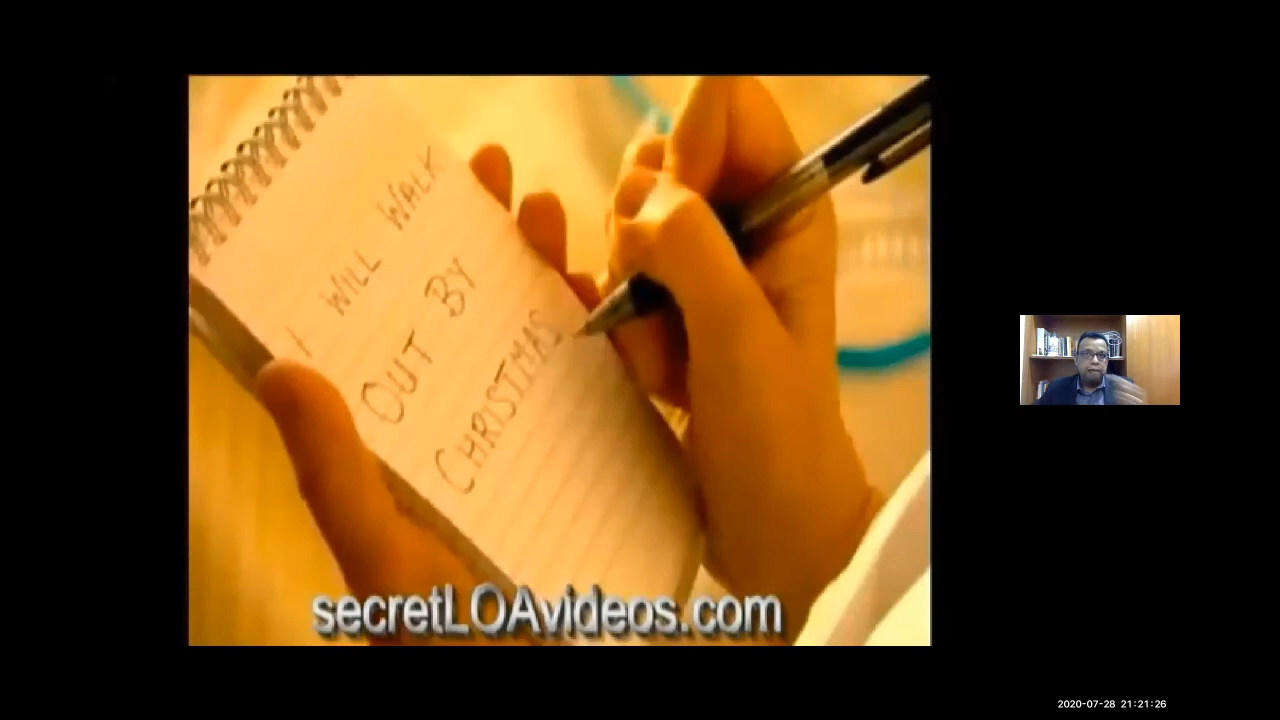 I WILL WALK
OUT BY
CHRISTMAS
secretLOAvideos.com
2020-07-28 21:21:26